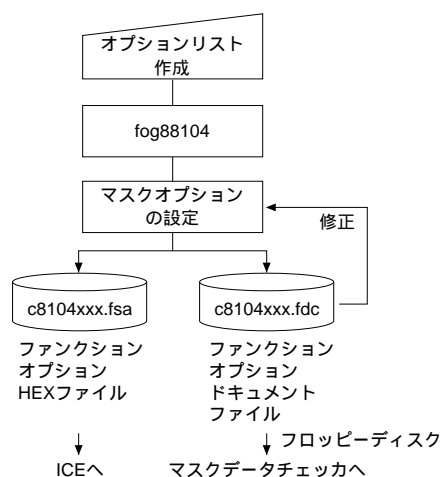 オプションリスト
作成
fog88104
マスクオプション
の設定
修正
c8104xxx.fsa
c8104xxx.fdc
ファンクション
オプション
HEXファイル
ファンクション
オプション
ドキュメント
ファイル
フロッピーディスク
ICEへ
マスクデータチェッカへ